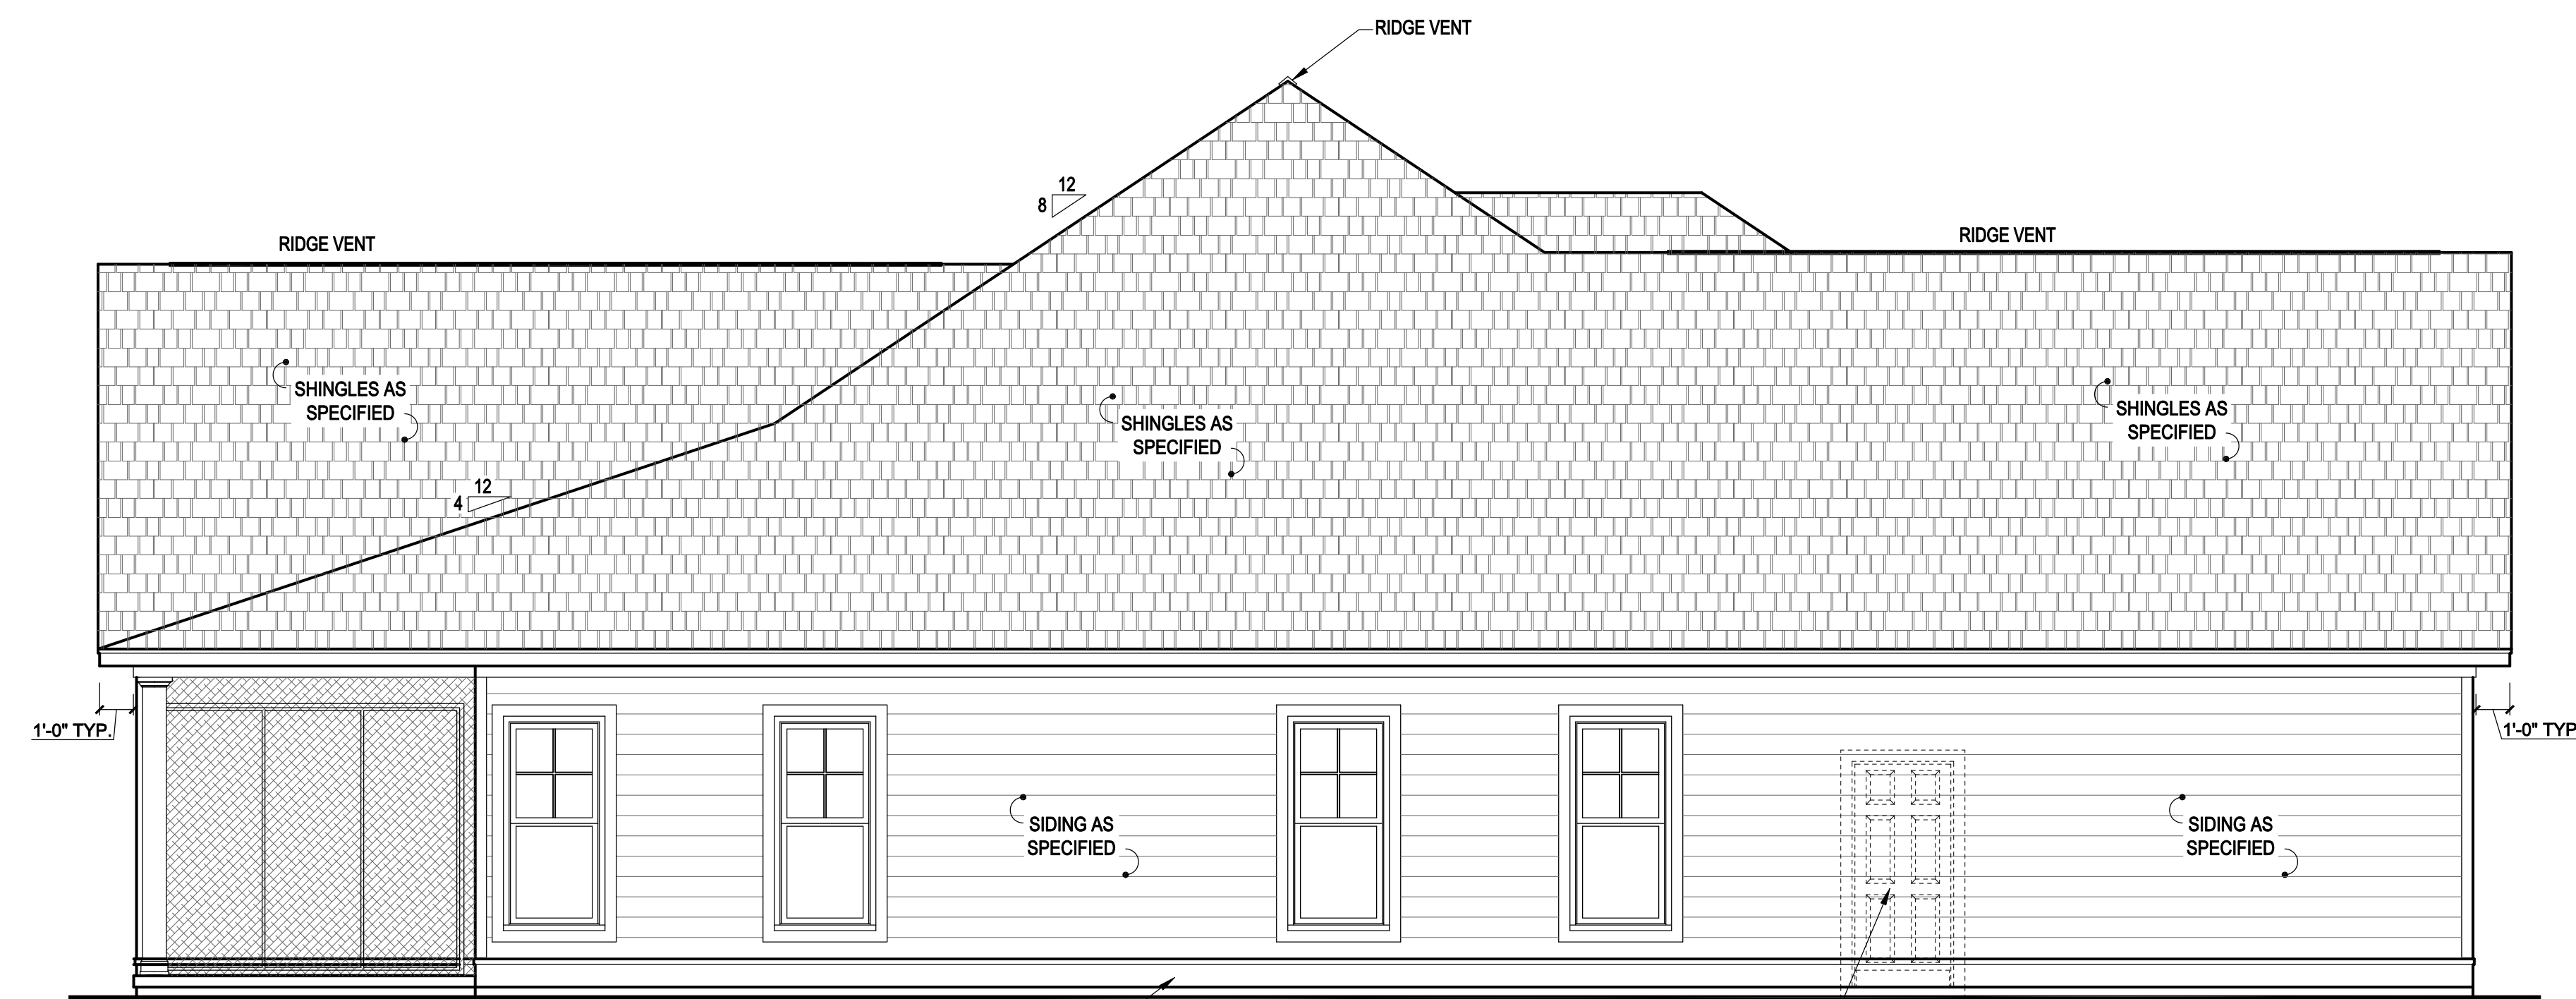 RIDGE VENT
12
8
RIDGE VENT
RIDGE VENT
SHINGLES AS
SPECIFIED
SHINGLES AS
SPECIFIED
SHINGLES AS
SPECIFIED
12
4
1'-0" TYP.
1'-0" TYP
SIDING AS
SPECIFIED
SIDING AS
SPECIFIED